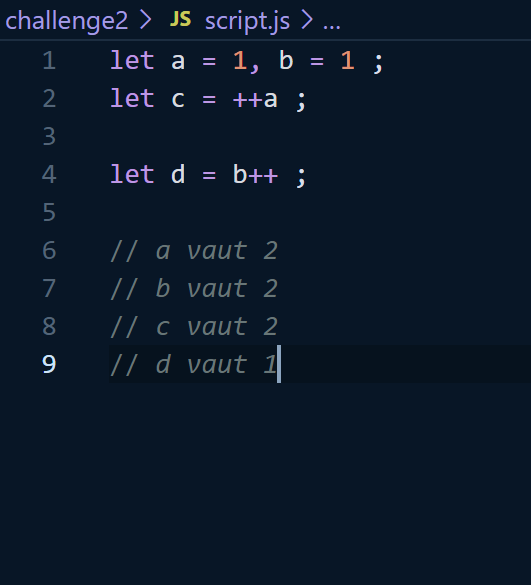 challenge2 > JS script.js > ...
1 let a = 1, b = 1 ;
2 let c = ++a ;
3
4 let d = b++ ;
5
6 // a vaut 2
7 // b vaut 2
8 // c vaut 2
9 // d vaut 1